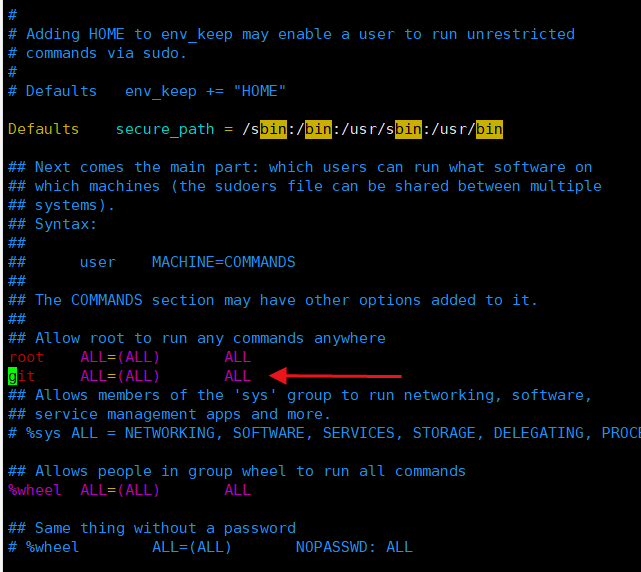 #
# Adding HOME to env_keep may enable a user to run unrestricted
# commands via sudo.
#
# Defaults   env_keep += "HOME"
Defaults    secure_path = /sbin:/bin:/usr/sbin:/usr/bin
## Next comes the main part: which users can run what software on
## which machines (the sudoers file can be shared between multiple
## systems).
## Syntax:
##
##      user    MACHINE=COMMANDS
##
## The COMMANDS section may have other options added to it.
##
## Allow root to run any commands anywhere
root    ALL=(ALL)       ALL
git     ALL=(ALL)       ALL
## Allows members of the 'sys' group to run networking, software,
## service management apps and more.
# %sys ALL = NETWORKING, SOFTWARE, SERVICES, STORAGE, DELEGATING, PROCE
## Allows people in group wheel to run all commands
%wheel  ALL=(ALL)       ALL
## Same thing without a password
# %wheel        ALL=(ALL)       NOPASSWD: ALL